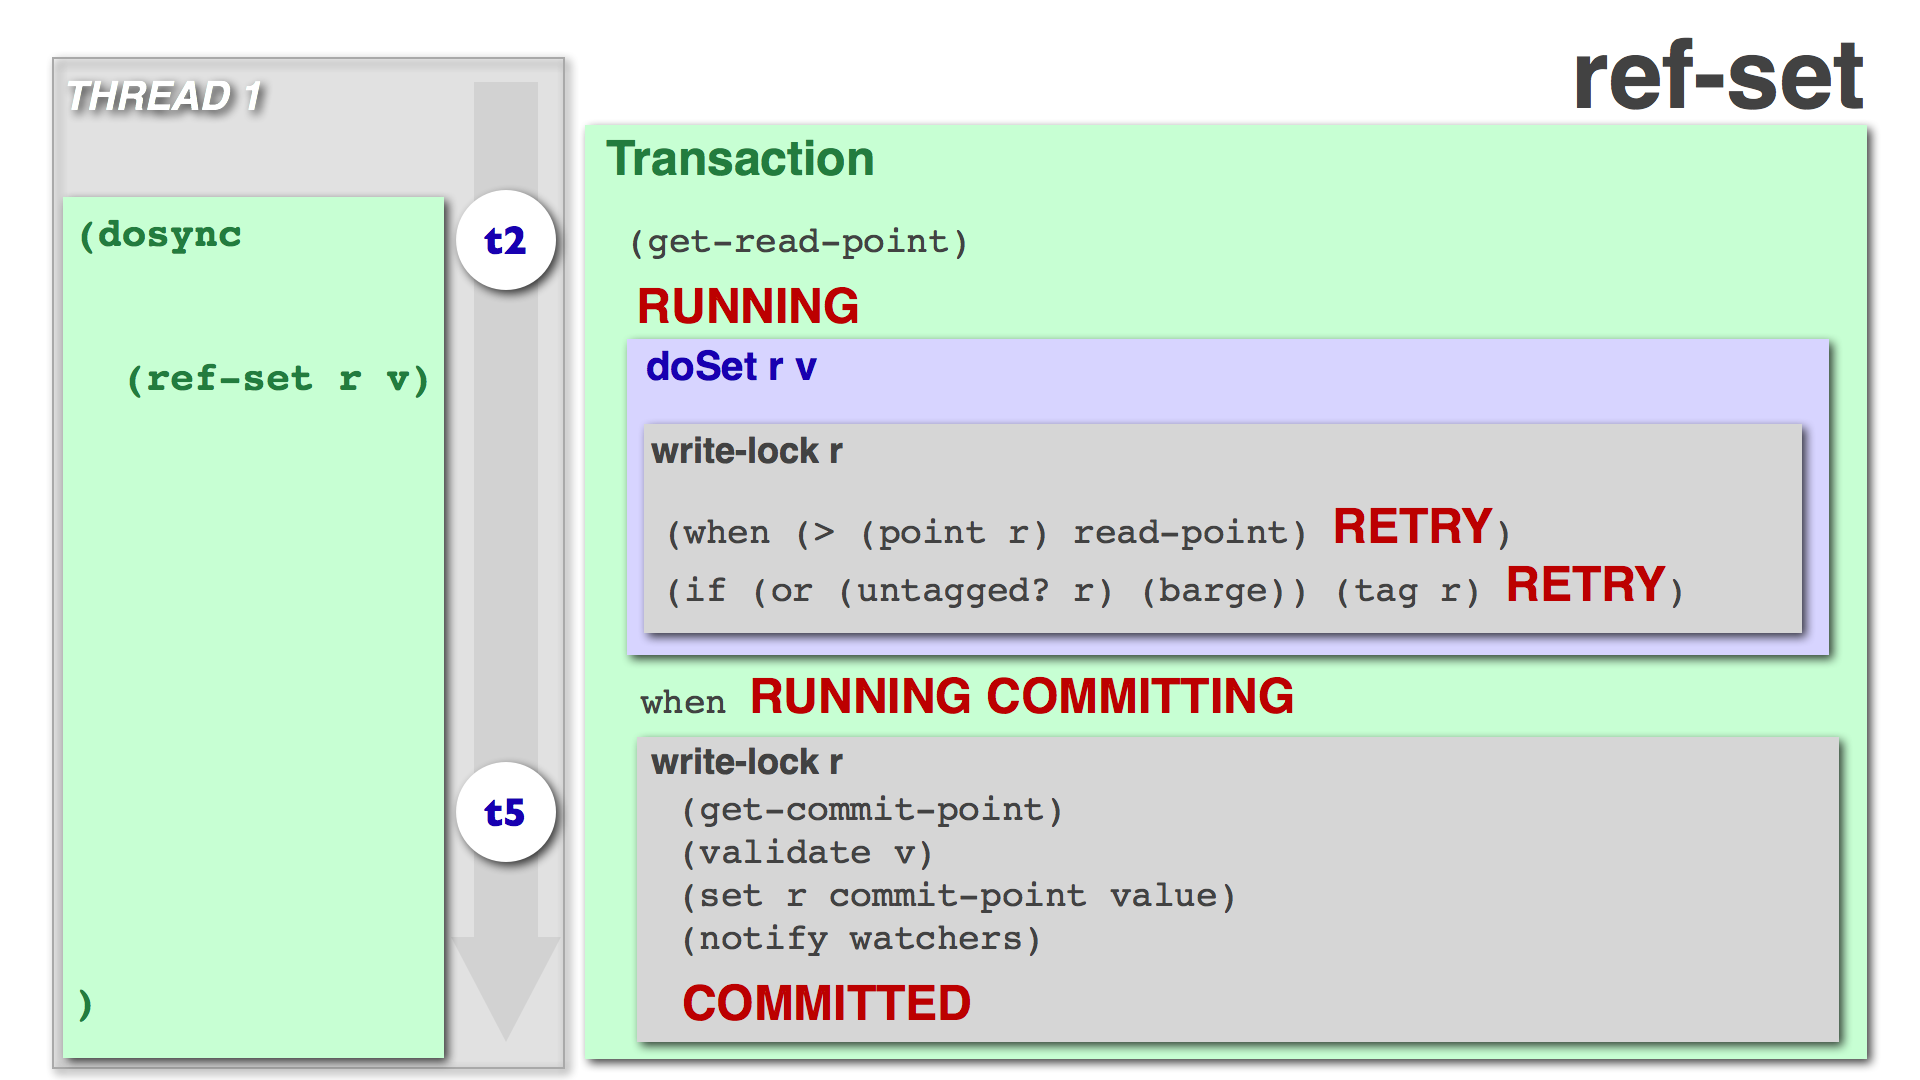 ref-set
THREAD 1
(dosync
t2
(ref-set r v)
t5
)
Transaction
(get-read-point)
RUNNING
doSet r v
write-lock r
(when (> (point r) read-point) RETRY)
(if (or (untagged? r) (barge)) (tag r) RETRY)
when RUNNING COMMITTING
write-lock r
(get-commit-point)
(validate v)
(set r commit-point value)
(notify watchers)
COMMITTED